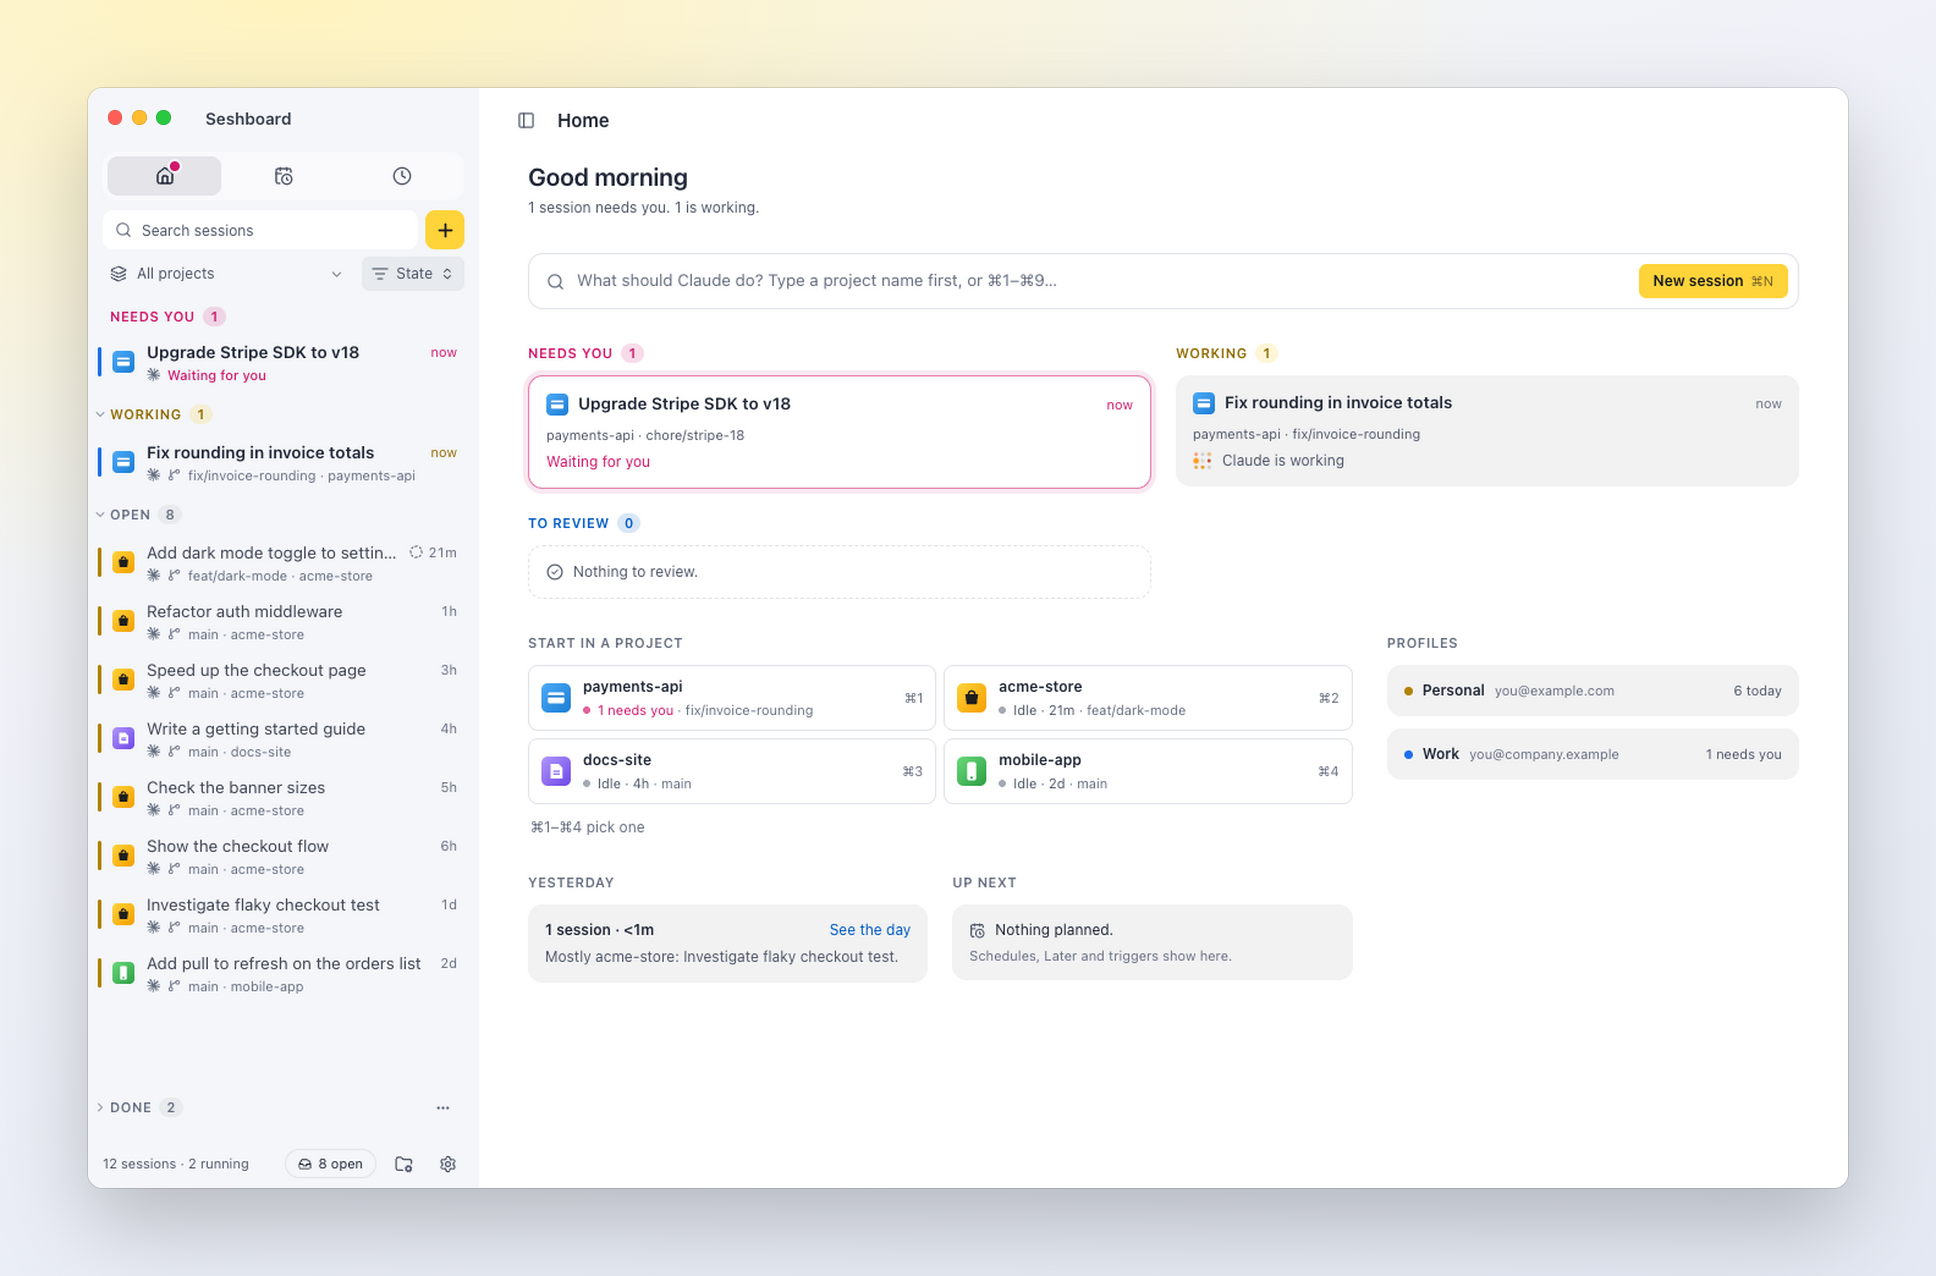 Seshboard
Search sessions
All projects
State
NEEDS YOU 1
Upgrade Stripe SDK to v18 now
Waiting for you
WORKING 1
Fix rounding in invoice totals now
fix/invoice-rounding · payments-api
OPEN 8
Add dark mode toggle to settin... 21m
feat/dark-mode · acme-store
Refactor auth middleware 1h
main · acme-store
Speed up the checkout page 3h
main · acme-store
Write a getting started guide 4h
main · docs-site
Check the banner sizes 5h
main · acme-store
Show the checkout flow 6h
main · acme-store
Investigate flaky checkout test 1d
main · acme-store
Add pull to refresh on the orders list 2d
main · mobile-app
DONE 2
12 sessions · 2 running 8 open
Home
Good morning
1 session needs you. 1 is working.
What should Claude do? Type a project name first, or ⌘1–⌘9... New session ⌘N
NEEDS YOU 1
Upgrade Stripe SDK to v18 now
payments-api · chore/stripe-18
Waiting for you
WORKING 1
Fix rounding in invoice totals now
payments-api · fix/invoice-rounding
Claude is working
TO REVIEW 0
Nothing to review.
START IN A PROJECT
payments-api ⌘1
1 needs you · fix/invoice-rounding
acme-store ⌘2
Idle · 21m · feat/dark-mode
docs-site ⌘3
Idle · 4h · main
mobile-app ⌘4
Idle · 2d · main
⌘1–⌘4 pick one
PROFILES
Personal you@example.com 6 today
Work you@company.example 1 needs you
YESTERDAY
1 session · <1m See the day
Mostly acme-store: Investigate flaky checkout test.
UP NEXT
Nothing planned.
Schedules, Later and triggers show here.